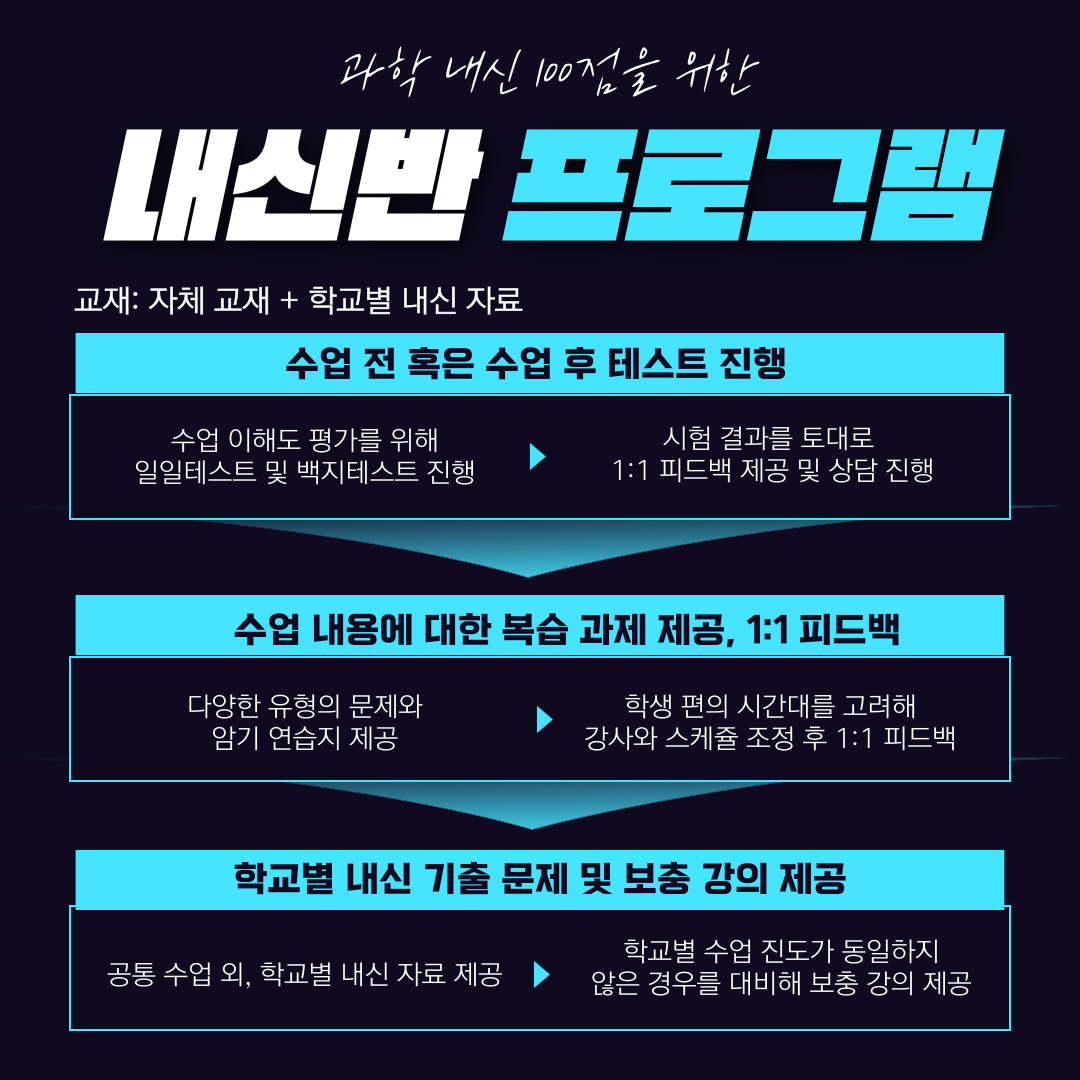 과학 내신 100점을 위한
내신반 프로그램
교재: 자체 교재 + 학교별 내신 자료
수업 전 혹은 수업 후 테스트 진행
수업 이해도 평가를 위해
일일테스트 및 백지테스트 진행
시험 결과를 토대로
1:1 피드백 제공 및 상담 진행
수업 내용에 대한 복습 과제 제공, 1:1 피드백
다양한 유형의 문제와
암기 연습지 제공
학생 편의 시간대를 고려해
강사와 스케쥴 조정 후 1:1 피드백
학교별 내신 기출 문제 및 보충 강의 제공
공통 수업 외, 학교별 내신 자료 제공
학교별 수업 진도가 동일하지
않은 경우를 대비해 보충 강의 제공